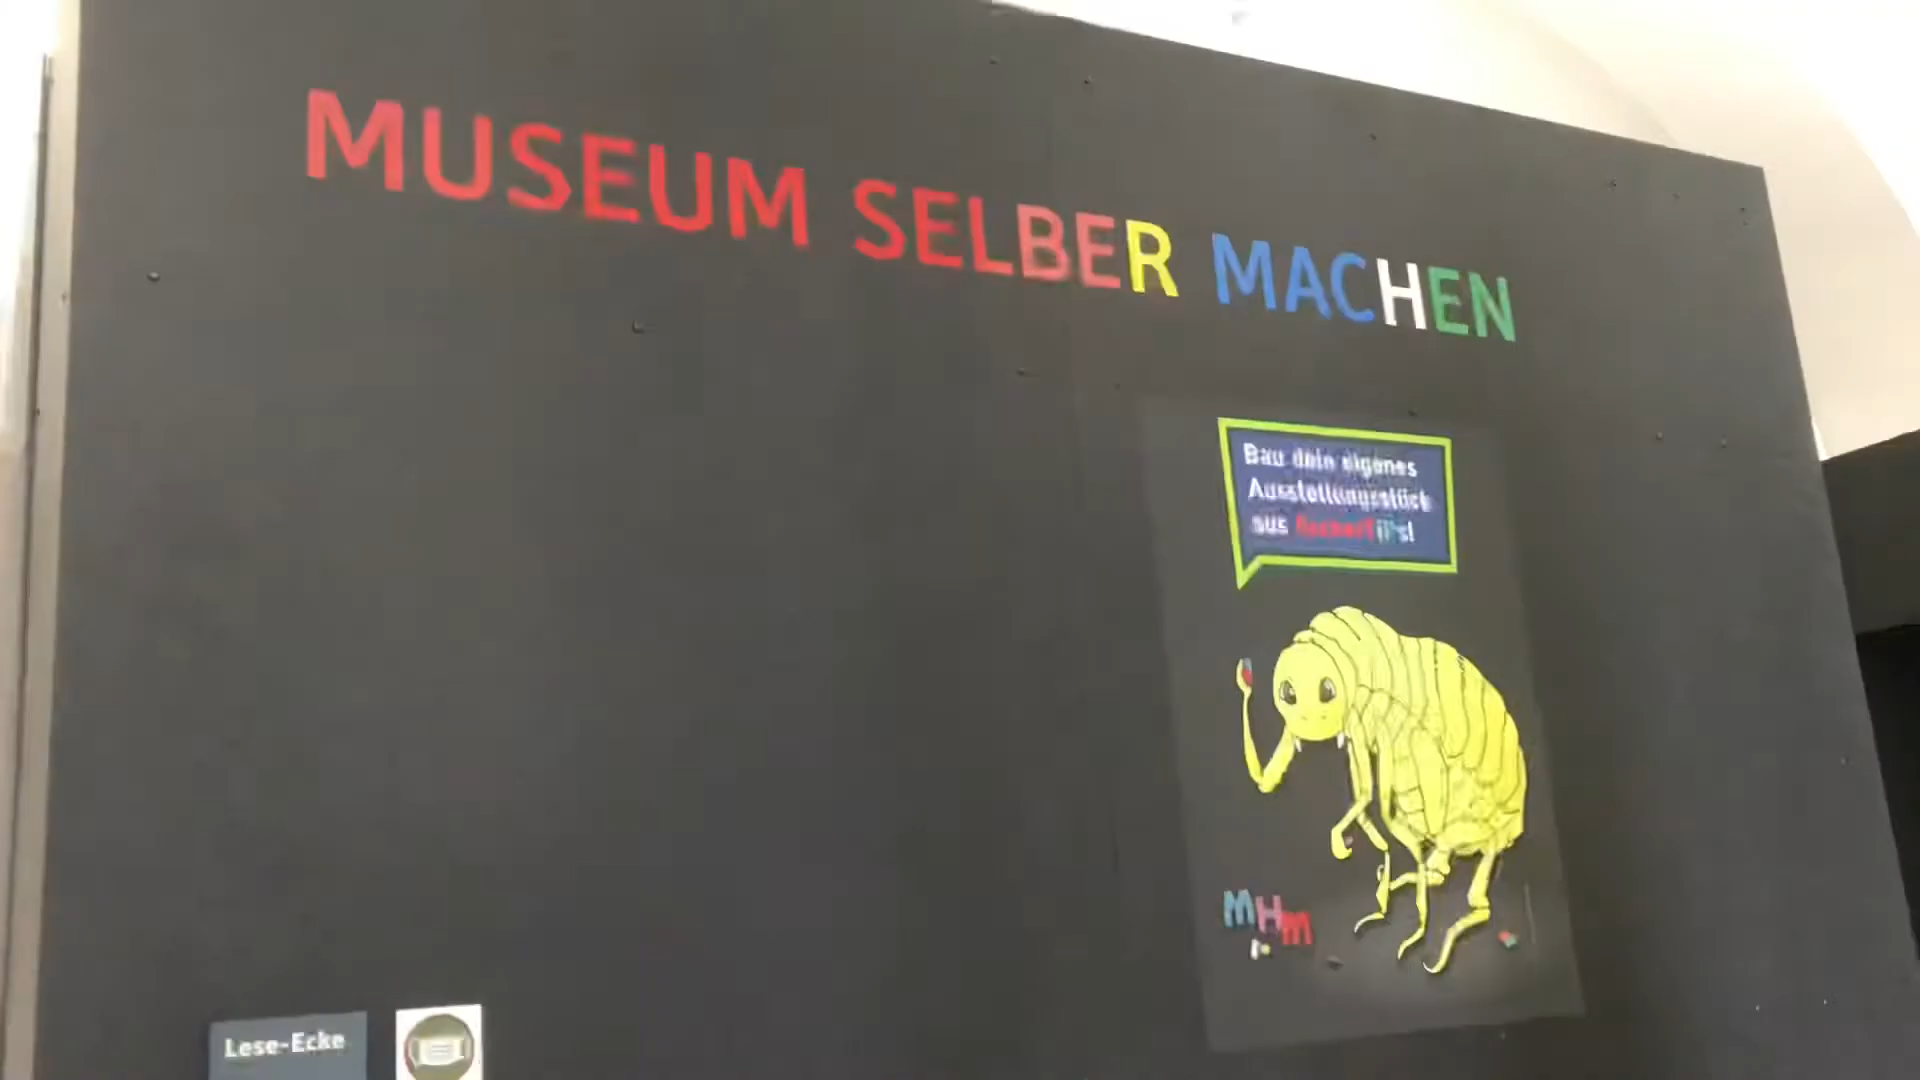 MUSEUM SELBER MACHEN
Bau dein eigenes
Ausstellungsstück
aus
MHM
Lese-Ecke